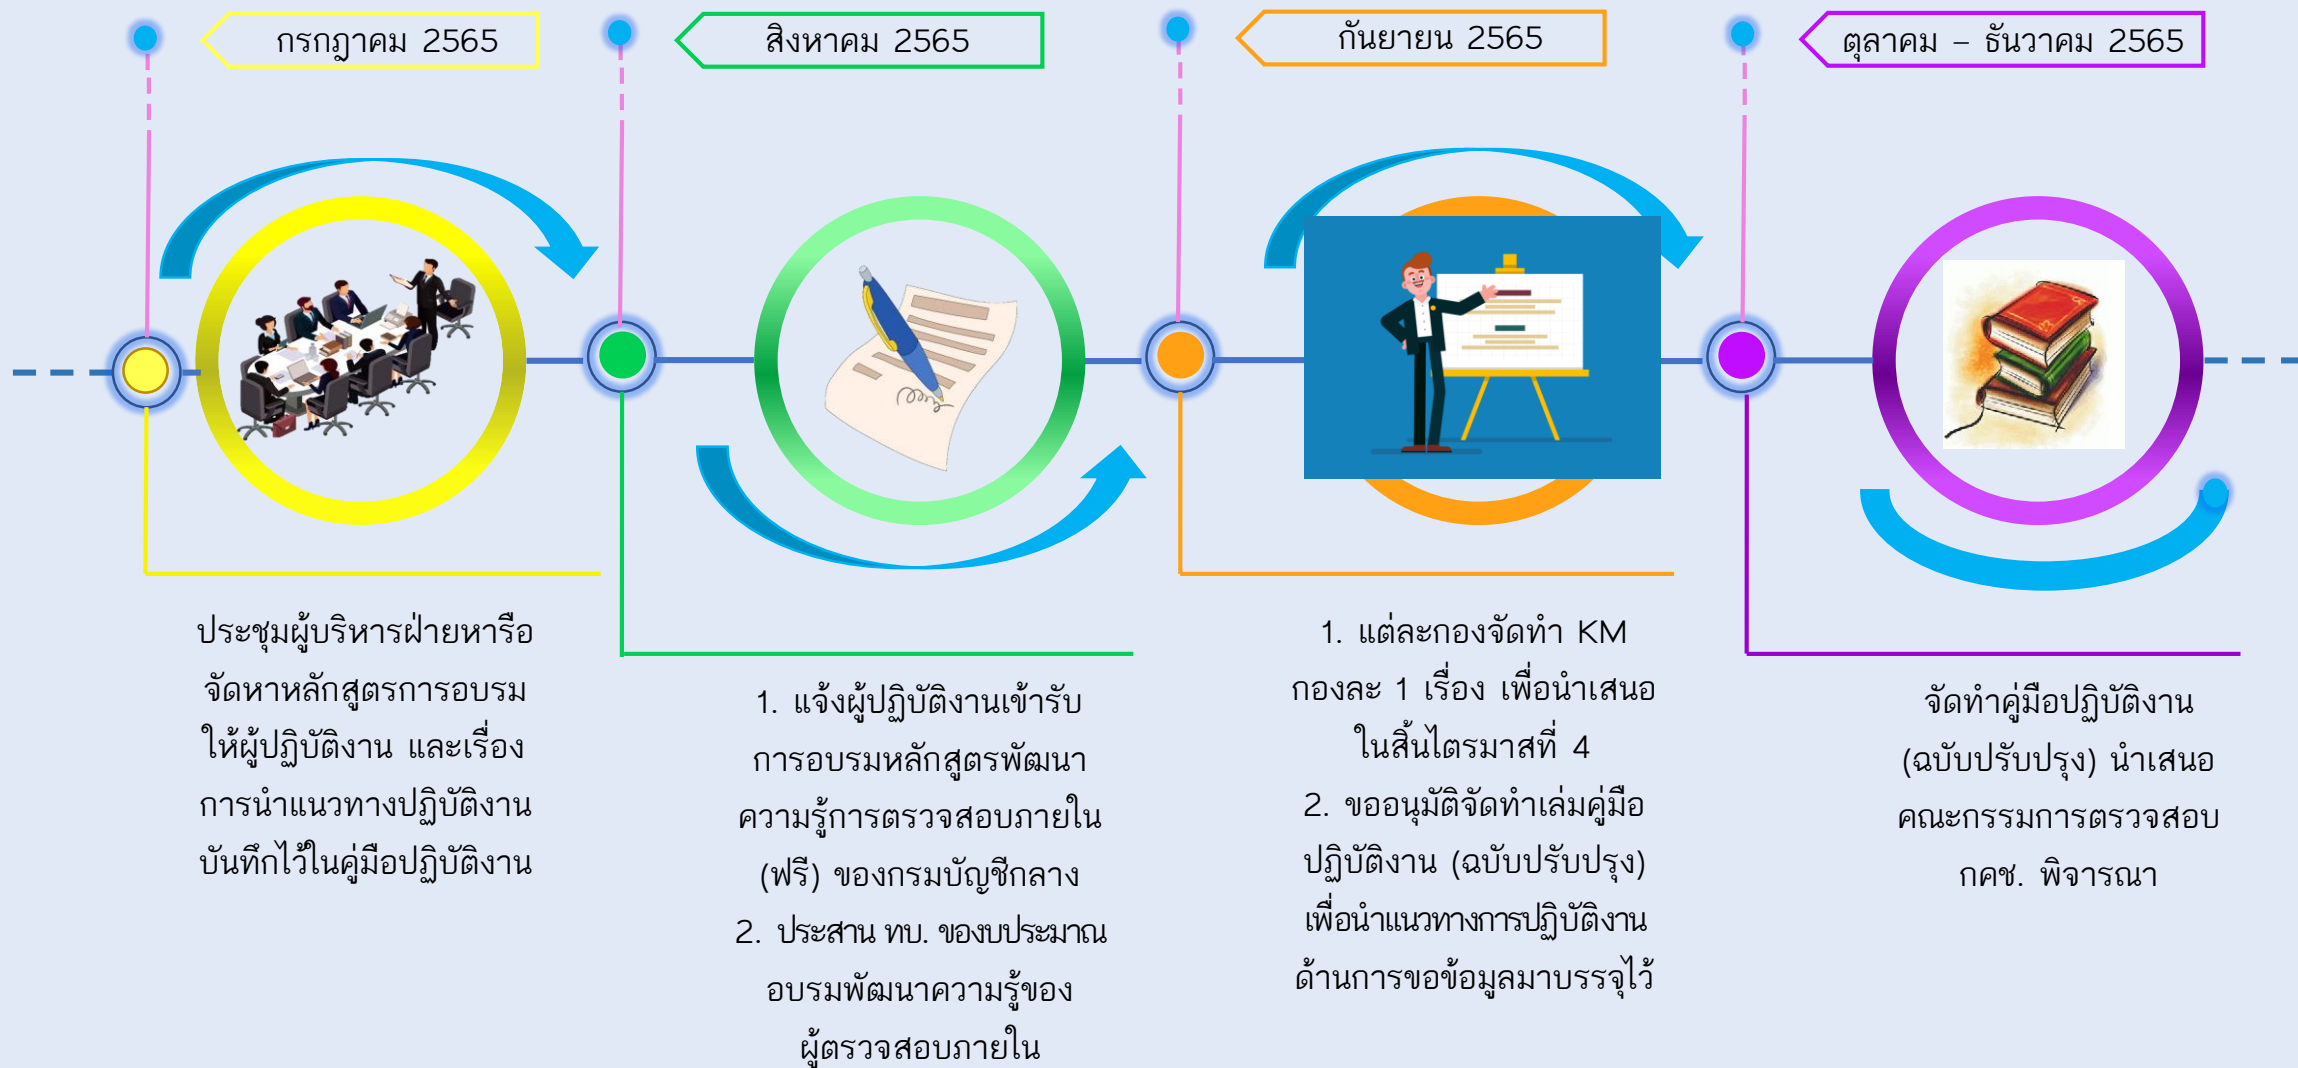 กรกฎาคม 2565
สิงหาคม 2565
กันยายน 2565
ตุลาคม – ธันวาคม 2565
ประชุมผู้บริหารฝ่ายหารือ
จัดหาหลักสูตรการอบรม
ให้ผู้ปฏิบัติงาน และเรื่อง
การนำแนวทางปฏิบัติงาน
บันทึกไว้ในคู่มือปฏิบัติงาน
1. แจ้งผู้ปฏิบัติงานเข้ารับ
การอบรมหลักสูตรพัฒนา
ความรู้การตรวจสอบภายใน
(ฟรี) ของกรมบัญชีกลาง
2. ประสาน ทบ. ของบประมาณ
อบรมพัฒนาความรู้ของ
ผู้ตรวจสอบภายใน
1. แต่ละกองจัดทำ KM
กองละ 1 เรื่อง เพื่อนำเสนอ
ในสิ้นไตรมาสที่ 4
2. ขออนุมัติจัดทำเล่มคู่มือ
ปฏิบัติงาน (ฉบับปรับปรุง)
เพื่อนำแนวทางการปฏิบัติงาน
ด้านการขอข้อมูลมาบรรจุไว้
จัดทำคู่มือปฏิบัติงาน
(ฉบับปรับปรุง) นำเสนอ
คณะกรรมการตรวจสอบ
กคช. พิจารณา